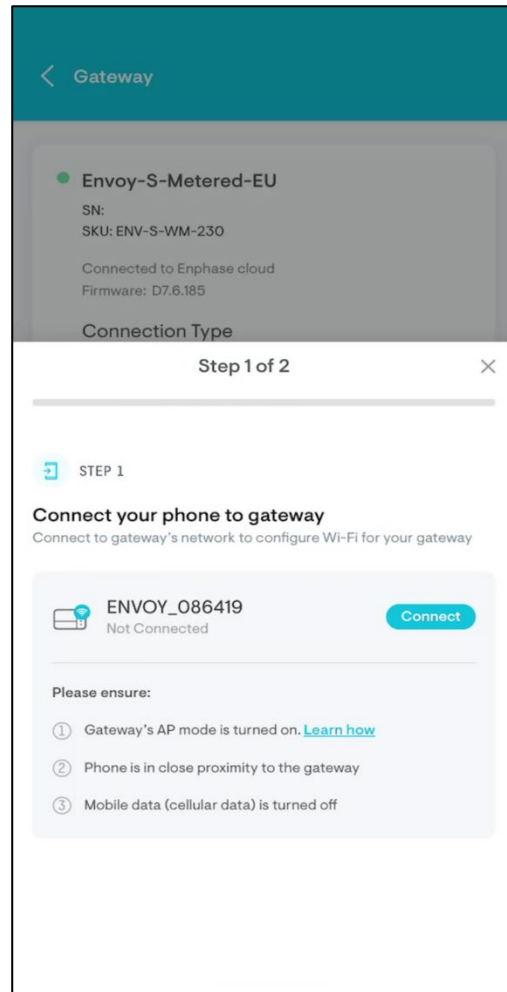 Gateway
Envoy-S-Metered-EU
SN:
SKU: ENV-S-WM-230
Connected to Enphase cloud
Firmware: D7.6.185
Connection Type
Step 1 of 2
STEP 1
Connect your phone to gateway
Connect to gateway's network to configure Wi-Fi for your gateway
ENVOY_086419
Not Connected
Connect
Please ensure:
1 Gateway's AP mode is turned on. Learn how
2 Phone is in close proximity to the gateway
3 Mobile data (cellular data) is turned off